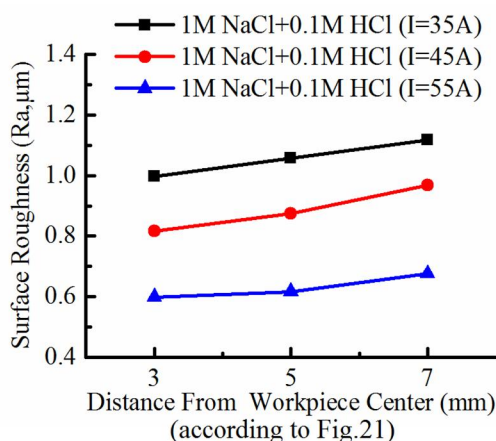 1M NaCl+0.1M HCl (I=35A)
1M NaCl+0.1M HCl (I=45A)
1M NaCl+0.1M HCl (I=55A)
Surface Roughness (Ra,μm)
1.4
1.2
1.0
0.8
0.6
0.4
3 5 7
Distance From Workpiece Center (mm)
(according to Fig.21)